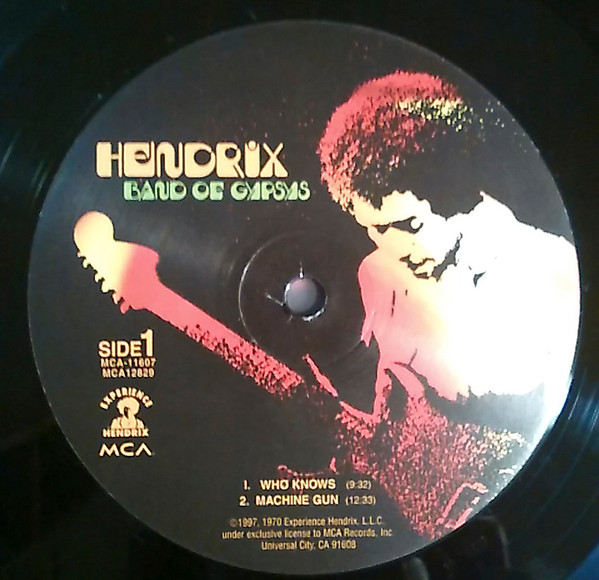 HENDRIX
BAND OF GYPSYS
SIDE 1
MCA-11607
MCA12829
EXPERIENCE
HENDRIX
MCA
1. WHO KNOWS (9:32)
2. MACHINE GUN (12:33)
©1997, 1970 Experience Hendrix, L.L.C.
under exclusive license to MCA Records, Inc.
Universal City, CA 91608